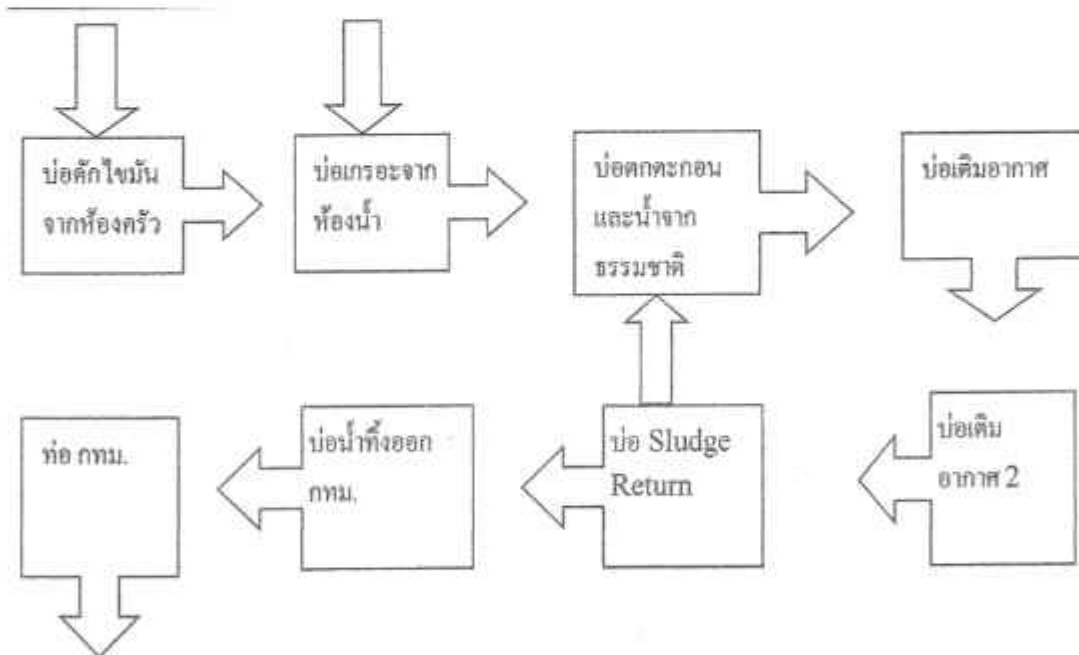 บ่อดักไขมัน
จากห้องครัว
บ่อเกรอะจาก
ห้องน้ำ
บ่อตกตะกอน
และน้ำจาก
ธรรมชาติ
บ่อเติมอากาศ
ท่อ กทม.
บ่อน้ำทิ้งออก
กทม.
บ่อ Sludge
Return
บ่อเติม
อากาศ 2